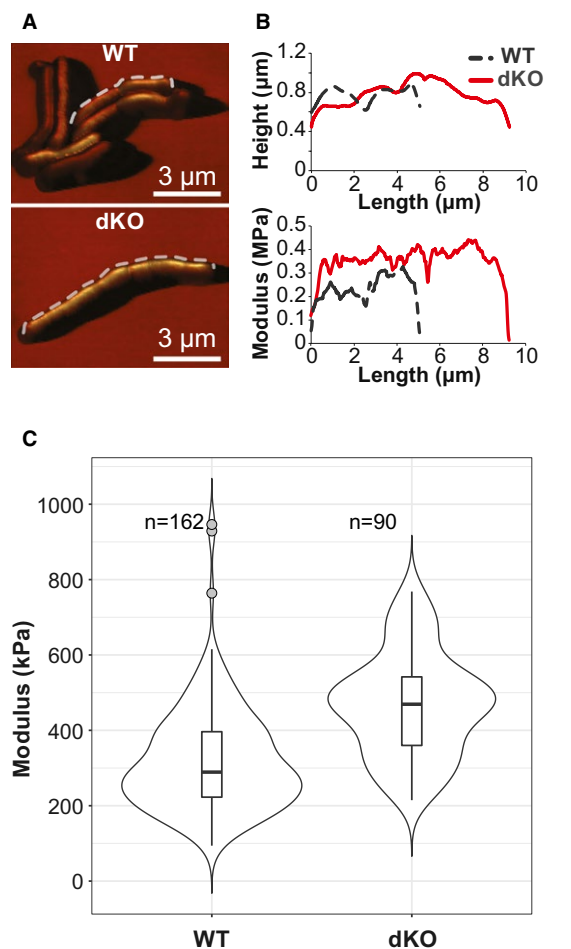 A
WT
3 µm
dKO
3 µm
B
WT
dKO
Height (µm)
1.2
0.8
0.4
0
0 2 4 6 8 10
Length (µm)
Modulus (MPa)
0.5
0.4
0.3
0.2
0.1
0
0 2 4 6 8 10
Length (µm)
C
Modulus (kPa)
1000
800
600
400
200
0
n=162
n=90
WT dKO